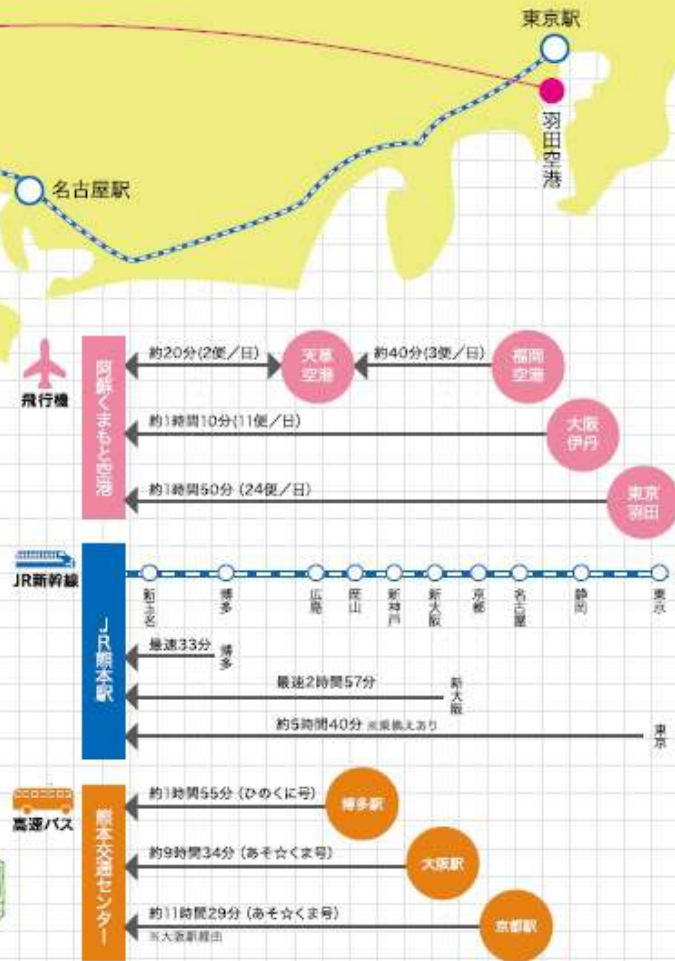 東京駅
羽田空港
名古屋駅
飛行機
阿蘇くまもと空港
約20分(2便／日)
天草
空港
約40分(3便／日)
福岡
空港
約1時間10分(11便／日)
大阪
伊丹
約1時間50分（24便／日）
東京
羽田
JR新幹線
JR熊本駅
新玉名
博多
広島
岡山
新神戸
新大阪
京都
名古屋
静岡
東京
最速33分
博多
最速2時間57分
新大阪
約5時間40分 ※乗換えあり
東京
高速バス
熊本交通センター
約1時間55分（ひのくに号）
博多駅
約9時間34分（あそ☆くま号）
大阪駅
約11時間29分（あそ☆くま号）
※大阪駅経由
京都駅